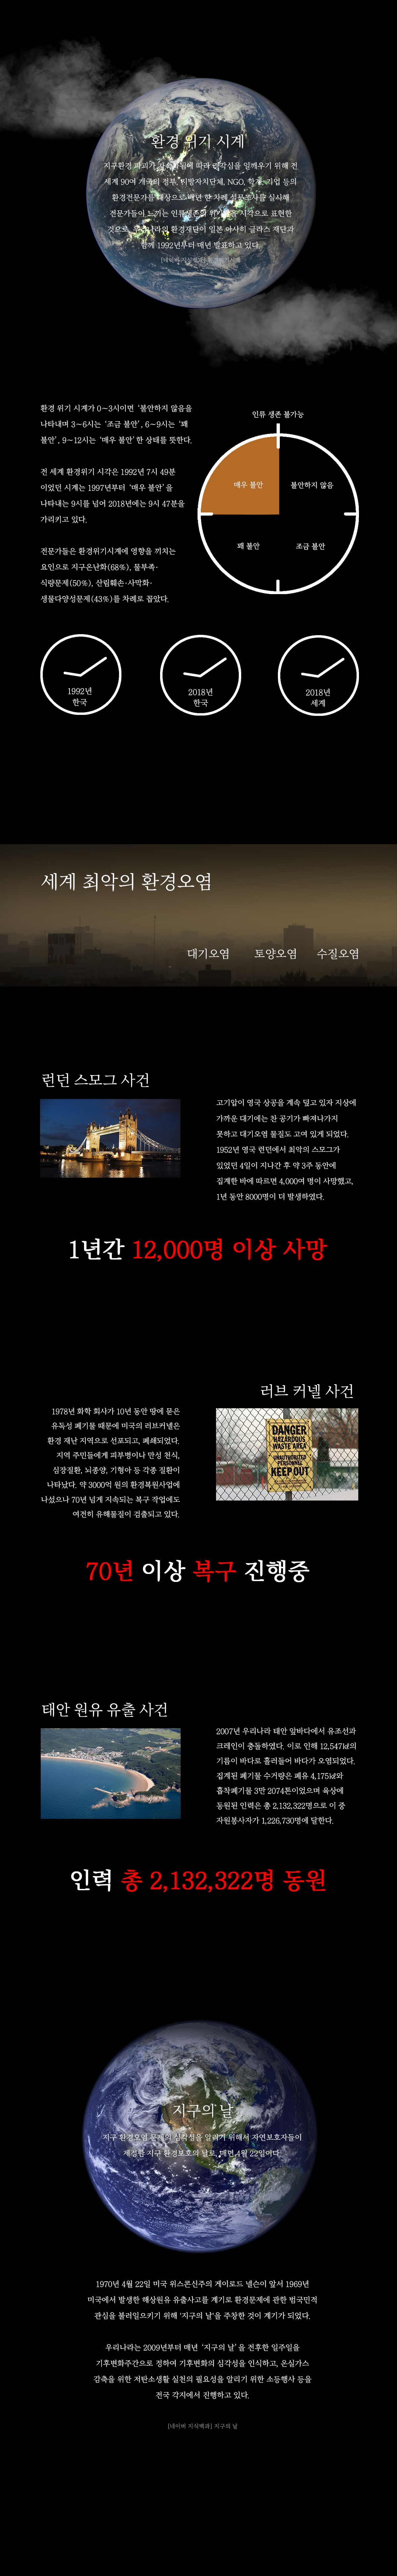 환경 위기 시계
지구환경 파괴가 심화됨에 따라 경각심을 일깨우기 위해 전
세계 90여 개국의 정부, 지방자치단체, NGO, 학계, 기업 등의
환경전문가를 대상으로 매년 한 차례 설문조사를 실시해
전문가들이 느끼는 인류생존의 위기감을 시각으로 표현한
것으로, 우리나라의 환경재단이 일본 아사히 글라스 재단과
함께 1992년부터 매년 발표하고 있다.
[네이버 지식백과] 환경위기시계
환경 위기 시계가 0~3시이면 ‘불안하지 않음을
나타내며 3~6시는 ‘조금 불안’, 6~9시는 ‘꽤
불안’, 9~12시는 ‘매우 불안’한 상태를 뜻한다.
전 세계 환경위기 시각은 1992년 7시 49분
이었던 시계는 1997년부터 ‘매우 불안’을
나타내는 9시를 넘어 2018년에는 9시 47분을
가리키고 있다.
전문가들은 환경위기시계에 영향을 끼치는
요인으로 지구온난화(68%), 물부족·
식량문제(50%), 산림훼손·사막화·
생물다양성문제(43%)를 차례로 꼽았다.
인류 생존 불가능
매우 불안
불안하지 않음
꽤 불안
조금 불안
1992년
한국
2018년
한국
2018년
세계
세계 최악의 환경오염
대기오염 토양오염 수질오염
런던 스모그 사건
고기압이 영국 상공을 계속 덮고 있자 지상에
가까운 대기에는 찬 공기가 빠져나가지
못하고 대기오염 물질도 고여 있게 되었다.
1952년 영국 런던에서 최악의 스모그가
있었던 4일이 지나간 후 약 3주 동안에
집계한 바에 따르면 4,000여 명이 사망했고,
1년 동안 8000명이 더 발생하였다.
1년간 12,000명 이상 사망
러브 커넬 사건
1978년 화학 회사가 10년 동안 땅에 묻은
유독성 폐기물 때문에 미국의 러브커넬은
환경 재난 지역으로 선포되고, 폐쇄되었다.
지역 주민들에게 피부병이나 만성 천식,
심장질환, 뇌종양, 기형아 등 각종 질환이
나타났다. 약 3000억 원의 환경복원사업에
나섰으나 70년 넘게 지속되는 복구 작업에도
여전히 유해물질이 검출되고 있다.
DANGER
HAZARDOUS
WASTE AREA
UNAUTHORIZED
PERSONNEL
KEEP OUT
70년 이상 복구 진행중
태안 원유 유출 사건
2007년 우리나라 태안 앞바다에서 유조선과
크레인이 충돌하였다. 이로 인해 12,547㎘의
기름이 바다로 흘러들어 바다가 오염되었다.
집계된 폐기물 수거량은 폐유 4,175㎘와
흡착폐기물 3만 2074톤이었으며 육상에
동원된 인력은 총 2,132,322명으로 이 중
자원봉사자가 1,226,730명에 달한다.
인력 총 2,132,322명 동원
지구의 날
지구 환경오염 문제의 심각성을 알리기 위해서 자연보호자들이
제정한 지구 환경보호의 날로, 매년 4월 22일이다.
1970년 4월 22일 미국 위스콘신주의 게이로드 넬슨이 앞서 1969년
미국에서 발생한 해상원유 유출사고를 계기로 환경문제에 관한 범국민적
관심을 불러일으키기 위해 '지구의 날'을 주창한 것이 계기가 되었다.
우리나라는 2009년부터 매년 ‘지구의 날’을 전후한 일주일을
기후변화주간으로 정하여 기후변화의 심각성을 인식하고, 온실가스
감축을 위한 저탄소생활 실천의 필요성을 알리기 위한 소등행사 등을
전국 각지에서 진행하고 있다.
[네이버 지식백과] 지구의 날